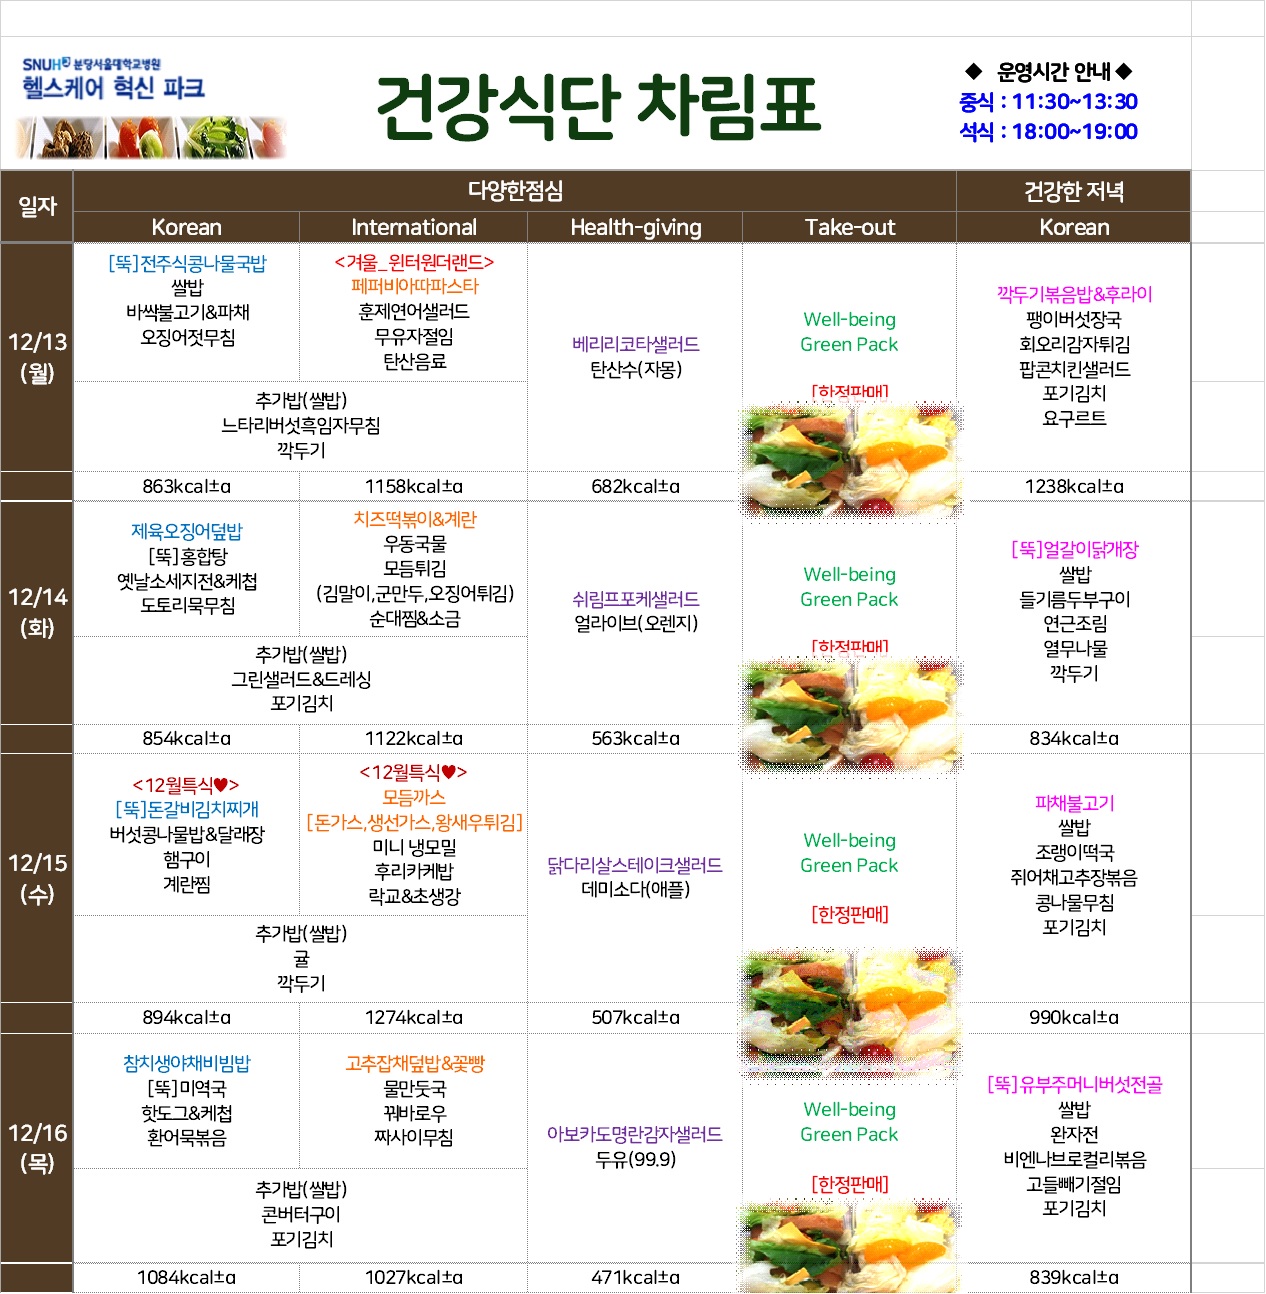 SNUH 분당서울대학교병원
헬스케어 혁신 파크
건강식단 차림표
◆ 운영시간 안내 ◆
중식 : 11:30~13:30
석식 : 18:00~19:00
일자
다양한점심
건강한 저녁
Korean
International
Health-giving
Take-out
Korean
12/13
(월)
[뚝]전주식콩나물국밥
쌀밥
바싹불고기&파채
오징어젓무침
<겨울_윈터원더랜드>
페퍼비아따파스타
훈제연어샐러드
무유자절임
탄산음료
추가밥(쌀밥)
느타리버섯흑임자무침
깍두기
베리리코타샐러드
탄산수(자몽)
Well-being
Green Pack
[한정판매]
깍두기볶음밥&후라이
팽이버섯장국
회오리감자튀김
팝콘치킨샐러드
포기김치
요구르트
863kcal±α
1158kcal±α
682kcal±α
1238kcal±α
12/14
(화)
제육오징어덮밥
[뚝]홍합탕
옛날소세지전&케첩
도토리묵무침
치즈떡볶이&계란
우동국물
모듬튀김
(김말이,군만두,오징어튀김)
순대찜&소금
추가밥(쌀밥)
그린샐러드&드레싱
포기김치
쉬림프포케샐러드
얼라이브(오렌지)
Well-being
Green Pack
[한정판매]
[뚝]얼갈이닭개장
쌀밥
들기름두부구이
연근조림
열무나물
깍두기
854kcal±α
1122kcal±α
563kcal±α
834kcal±α
12/15
(수)
<12월특식♥>
[뚝]돈갈비김치찌개
버섯콩나물밥&달래장
햄구이
계란찜
<12월특식♥>
모듬까스
[돈가스,생선가스,왕새우튀김]
미니 냉모밀
후리카케밥
락교&초생강
추가밥(쌀밥)
귤
깍두기
닭다리살스테이크샐러드
데미소다(애플)
Well-being
Green Pack
[한정판매]
파채불고기
쌀밥
조랭이떡국
쥐어채고추장볶음
콩나물무침
포기김치
894kcal±α
1274kcal±α
507kcal±α
990kcal±α
12/16
(목)
참치생야채비빔밥
[뚝]미역국
핫도그&케첩
환어묵볶음
고추잡채덮밥&꽃빵
물만둣국
꿔바로우
짜사이무침
추가밥(쌀밥)
콘버터구이
포기김치
아보카도명란감자샐러드
두유(99.9)
Well-being
Green Pack
[한정판매]
[뚝]유부주머니버섯전골
쌀밥
완자전
비엔나브로컬리볶음
고들빼기절임
포기김치
1084kcal±α
1027kcal±α
471kcal±α
839kcal±α